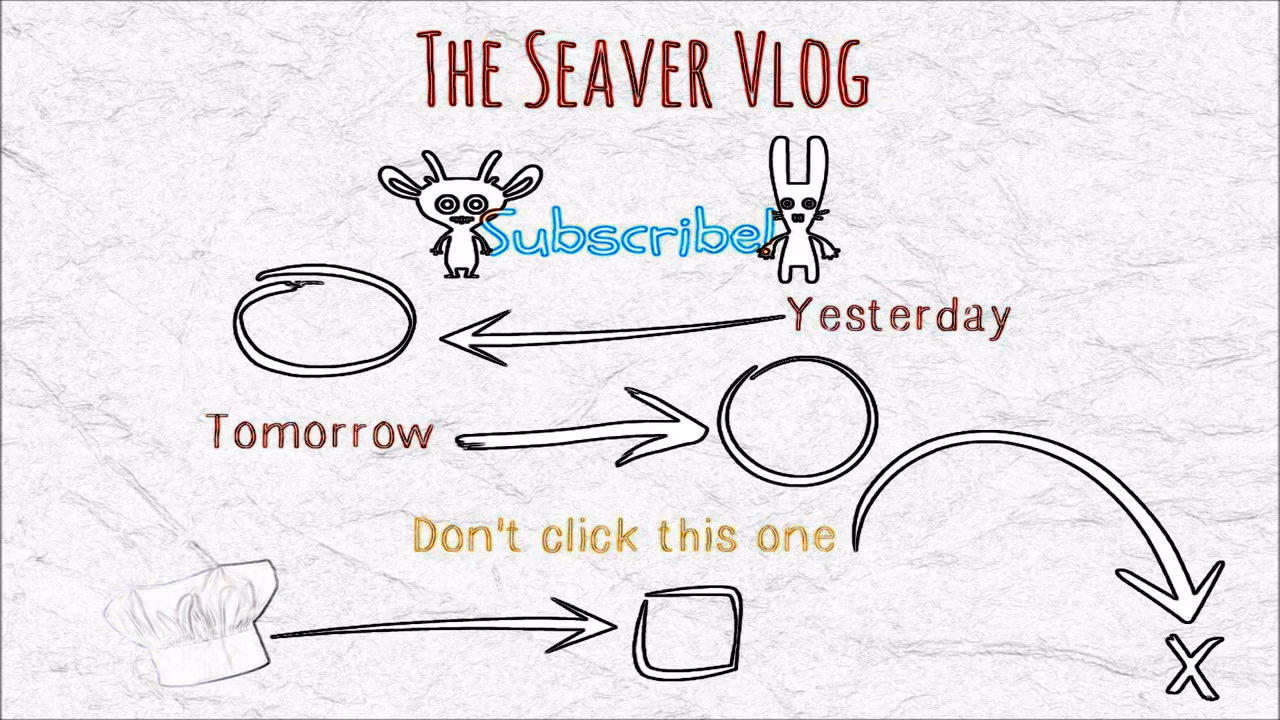 The Seaver Vlog
Subscribe!
Yesterday
Tomorrow
Don't click this one
X